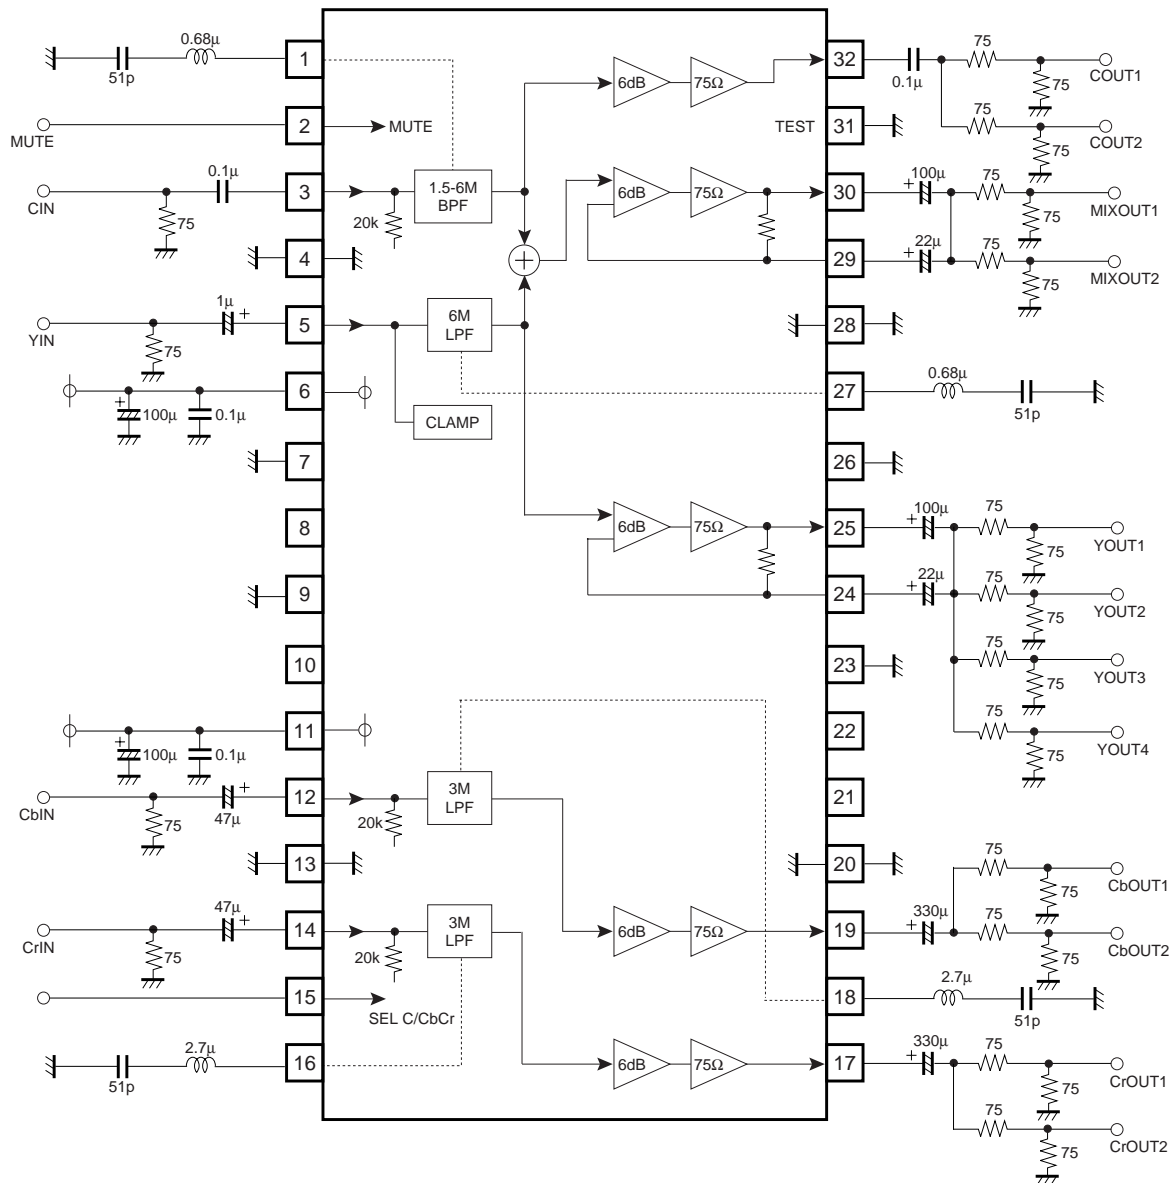 0.68μ
51p
1
MUTE
2
MUTE
CIN
0.1μ
75
3
20k
1.5-6M
BPF
4
YIN
1μ
75
5
6M
LPF
CLAMP
100μ
0.1μ
6
7
8
9
10
100μ
0.1μ
11
CbIN
75
47μ
12
20k
3M
LPF
13
CrIN
75
47μ
14
20k
3M
LPF
15
SEL C/CbCr
51p
2.7μ
16
6dB
75Ω
32
0.1μ
75
75
COUT1
75
75
COUT2
TEST
31
6dB
75Ω
30
100μ
75
75
MIXOUT1
29
22μ
75
75
MIXOUT2
28
27
0.68μ
51p
26
6dB
75Ω
25
100μ
75
75
YOUT1
24
22μ
75
75
YOUT2
23
75
75
YOUT3
22
75
75
YOUT4
21
20
6dB
75Ω
19
330μ
75
75
CbOUT1
75
75
CbOUT2
18
2.7μ
51p
6dB
75Ω
17
330μ
75
75
CrOUT1
75
75
CrOUT2